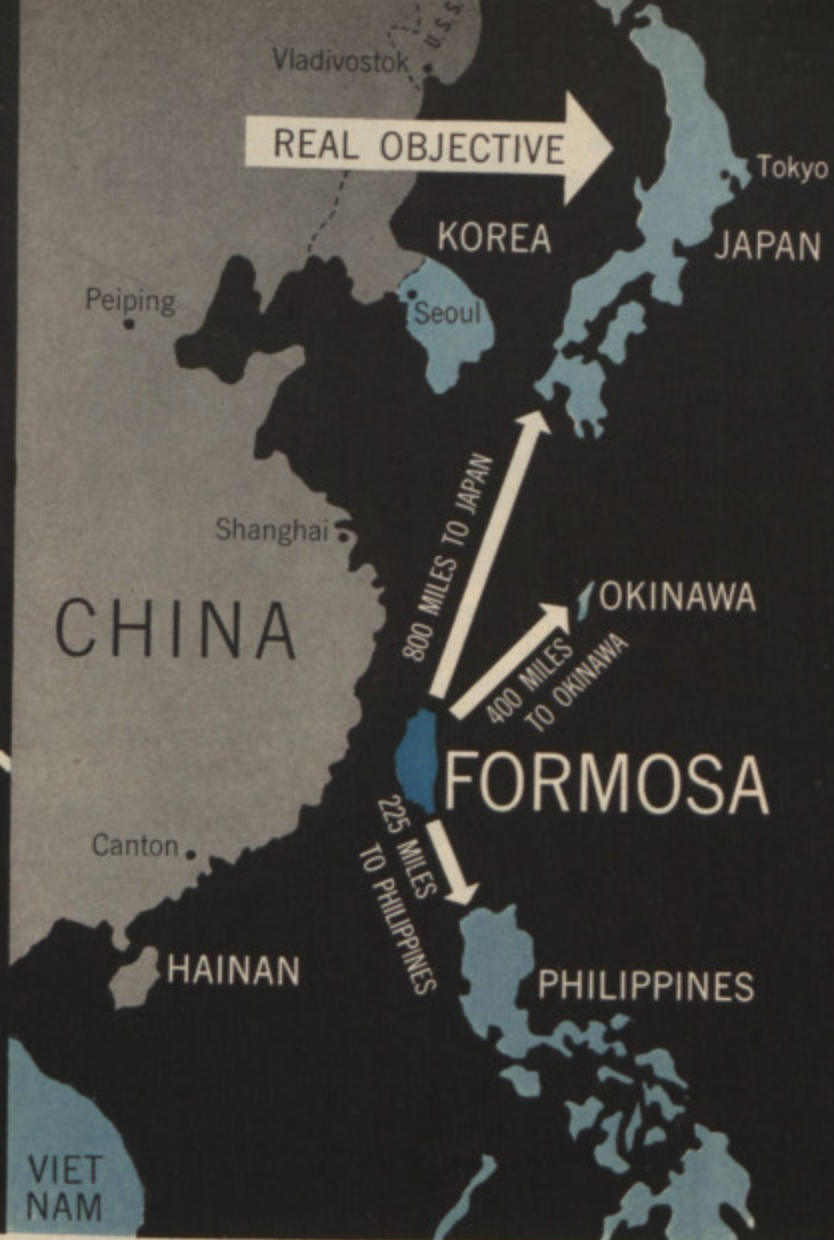 U.S.S.
Vladivostok
REAL OBJECTIVE
Tokyo
KOREA
JAPAN
Peiping
Seoul
800 MILES TO JAPAN
Shanghai
CHINA
OKINAWA
400 MILES
TO OKINAWA
FORMOSA
225 MILES
TO PHILIPPINES
Canton
HAINAN
PHILIPPINES
VIET
NAM